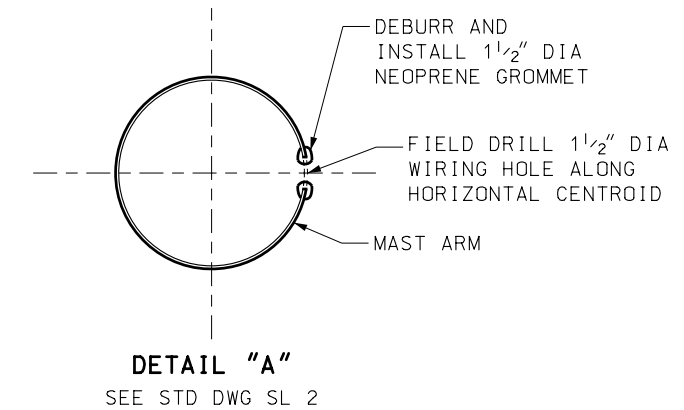 DEBURR AND
INSTALL 1 1/2" DIA
NEOPRENE GROMMET
FIELD DRILL 1 1/2" DIA
WIRING HOLE ALONG
HORIZONTAL CENTROID
MAST ARM
DETAIL "A"
SEE STD DWG SL 2